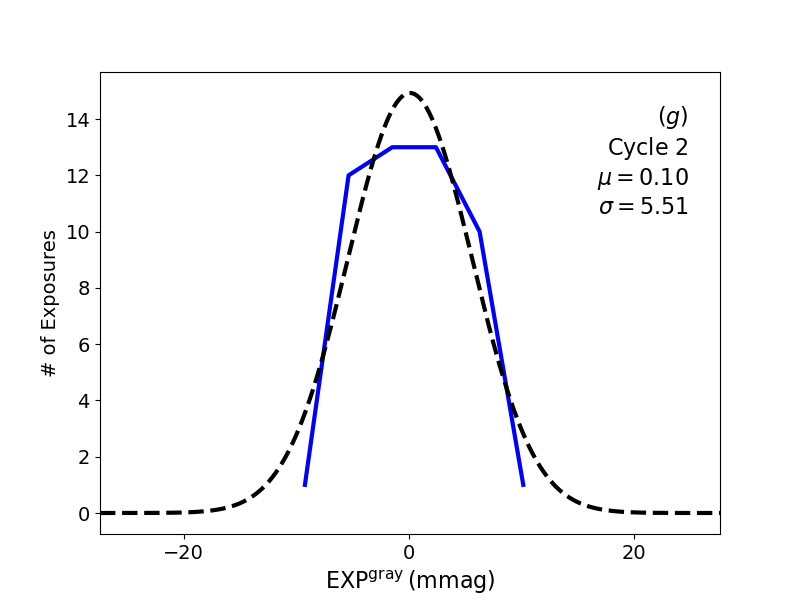 (g)
Cycle 2
μ = 0.10
σ = 5.51
14
12
10
8
6
4
2
0
# of Exposures
−20 0 20
EXP^gray (mmag)